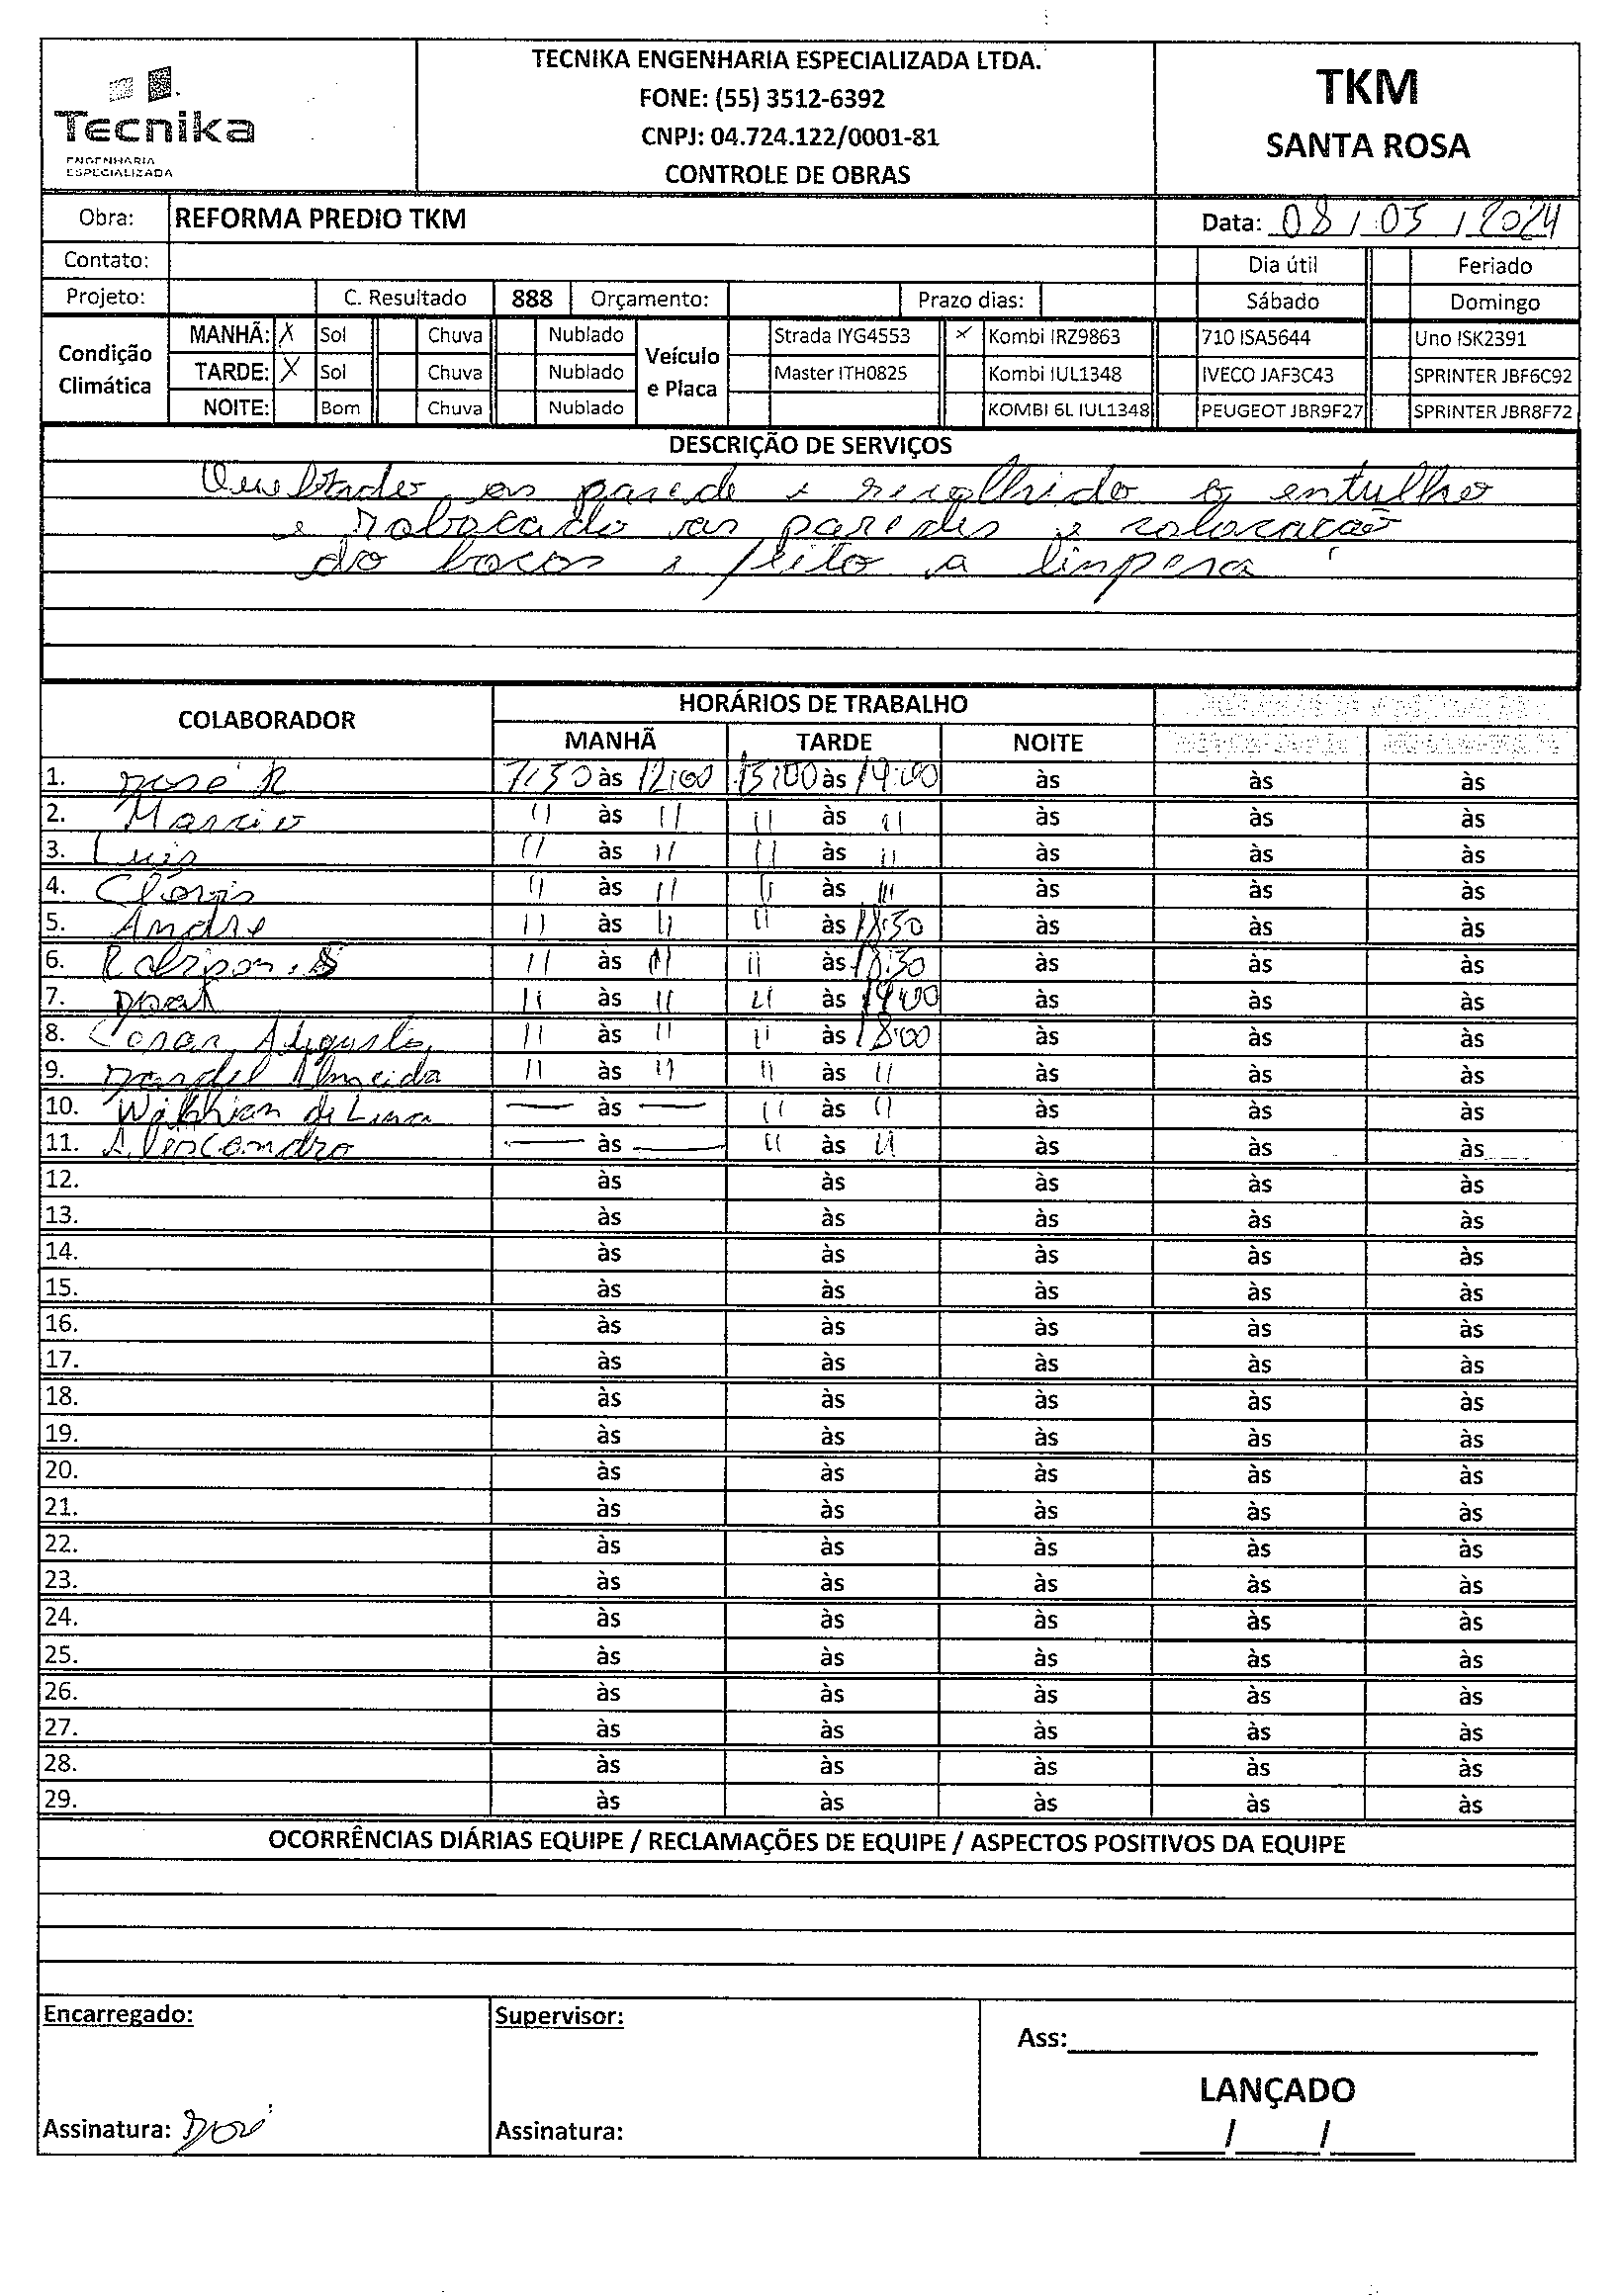 Tecnika
ENGENHARIA
ESPECIALIZADA
TECNIKA ENGENHARIA ESPECIALIZADA LTDA.
FONE: (55) 3512-6392
CNPJ: 04.724.122/0001-81
CONTROLE DE OBRAS
TKM
SANTA ROSA
Obra: REFORMA PREDIO TKM Data: 08/05/2024
Contato: Dia útil Feriado
Projeto: C. Resultado 888 Orçamento: Prazo dias: Sábado Domingo
Condição Climática
MANHÃ: X Sol Chuva Nublado
TARDE: X Sol Chuva Nublado
NOITE: Bom Chuva Nublado
Veículo e Placa
Strada IYG4553 x Kombi IRZ9863 710 ISA5644 Uno ISK2391
Master ITH0825 Kombi IUL1348 IVECO JAF3C43 SPRINTER JBF6C92
KOMBI 6L IUL1348 PEUGEOT JBR9F27 SPRINTER JBR8F72
DESCRIÇÃO DE SERVIÇOS
as parede e recolhido o entulho
e rebocado as paredes e colocação
do bocos e feito a limpesa
COLABORADOR HORÁRIOS DE TRABALHO
MANHÃ TARDE NOITE
1. José R 7:30 às 12:00 13:00 às 19:00 às às às
2. Marcio " às " " às " às às às
3. Luis " às " " às " às às às
4. Clovis " às " " às " às às às
5. Andre " às " " às 18:30 às às às
6. " às " " às 18:30 às às às
7. " às " " às 19:00 às às às
8. Cesar Augusto " às " " às 18:00 às às às
9. Almeida " às " " às " às às às
10. Willian de Lima — às — " às " às às às
11. Alescandro — às — " às " às às às
12. às às às às às
13. às às às às às
14. às às às às às
15. às às às às às
16. às às às às às
17. às às às às às
18. às às às às às
19. às às às às às
20. às às às às às
21. às às às às às
22. às às às às às
23. às às às às às
24. às às às às às
25. às às às às às
26. às às às às às
27. às às às às às
28. às às às às às
29. às às às às às
OCORRÊNCIAS DIÁRIAS EQUIPE / RECLAMAÇÕES DE EQUIPE / ASPECTOS POSITIVOS DA EQUIPE
Encarregado: Supervisor:
Ass:
LANÇADO
Assinatura: José Assinatura: / /